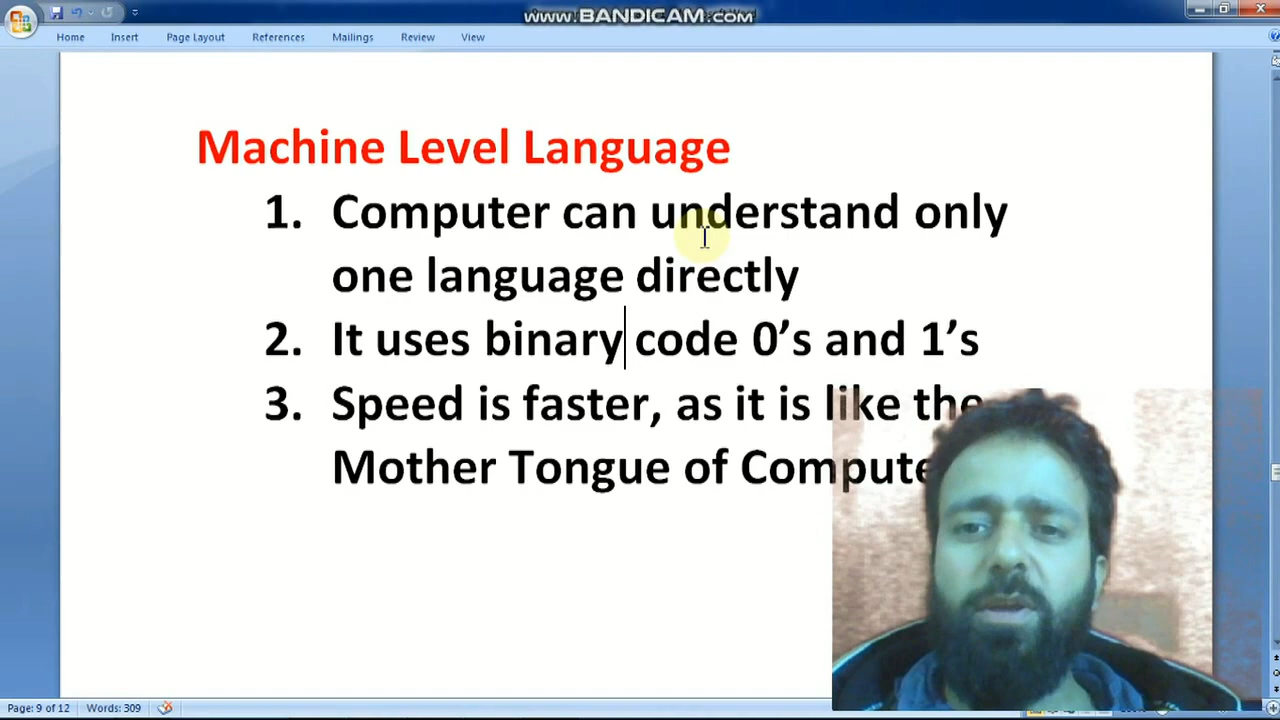 www.BANDICAM.com
Home Insert Page Layout References Mailings Review View
Machine Level Language
1. Computer can understand only
one language directly
2. It uses binary code 0’s and 1’s
3. Speed is faster, as it is like the
Mother Tongue of Compute
Page: 9 of 12 Words: 309